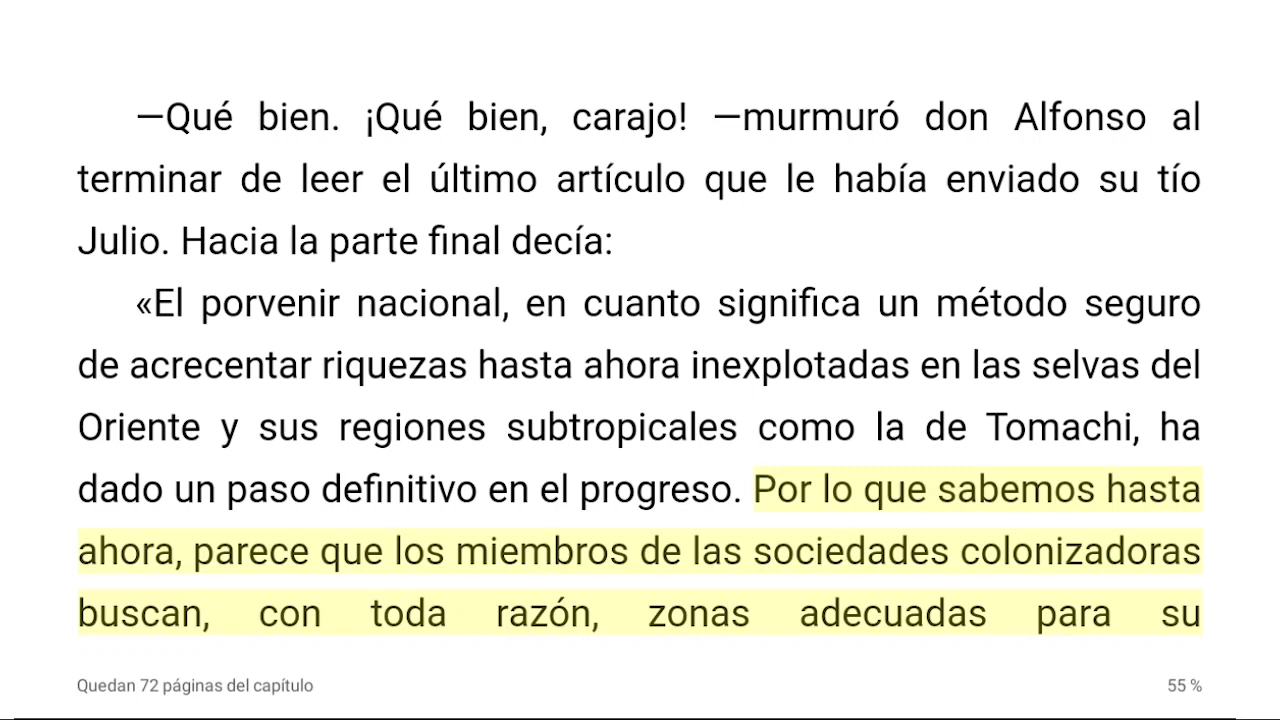 —Qué bien. ¡Qué bien, carajo! —murmuró don Alfonso al
terminar de leer el último artículo que le había enviado su tío
Julio. Hacia la parte final decía:
«El porvenir nacional, en cuanto significa un método seguro
de acrecentar riquezas hasta ahora inexplotadas en las selvas del
Oriente y sus regiones subtropicales como la de Tomachi, ha
dado un paso definitivo en el progreso. Por lo que sabemos hasta
ahora, parece que los miembros de las sociedades colonizadoras
buscan, con toda razón, zonas adecuadas para su
Quedan 72 páginas del capítulo
55 %